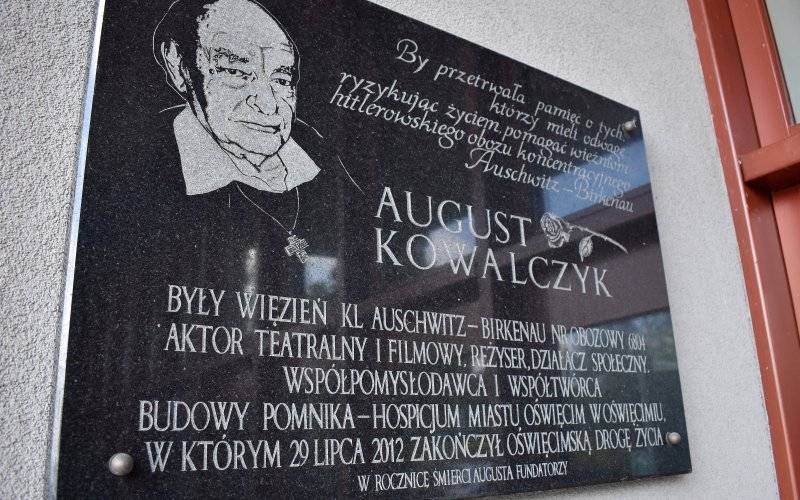 By przetrwała pamięć o tych
którzy mieli odwagę
ryzykując życiem, pomagać więźniom
hitlerowskiego obozu koncentracyjnego
Auschwitz-Birkenau
AUGUST
KOWALCZYK
BYŁY WIĘZIEŃ KL AUSCHWITZ-BIRKENAU NR OBOZOWY 6804
AKTOR TEATRALNY I FILMOWY, REŻYSER, DZIAŁACZ SPOŁECZNY.
WSPÓŁPOMYSŁODAWCA I WSPÓŁTWÓRCA
BUDOWY POMNIKA-HOSPICJUM MIASTU OŚWIĘCIM W OŚWIĘCIMIU,
W KTÓRYM 29 LIPCA 2012 ZAKOŃCZYŁ OŚWIĘCIMSKĄ DROGĘ ŻYCIA
W ROCZNICĘ ŚMIERCI AUGUSTA FUNDATORZY